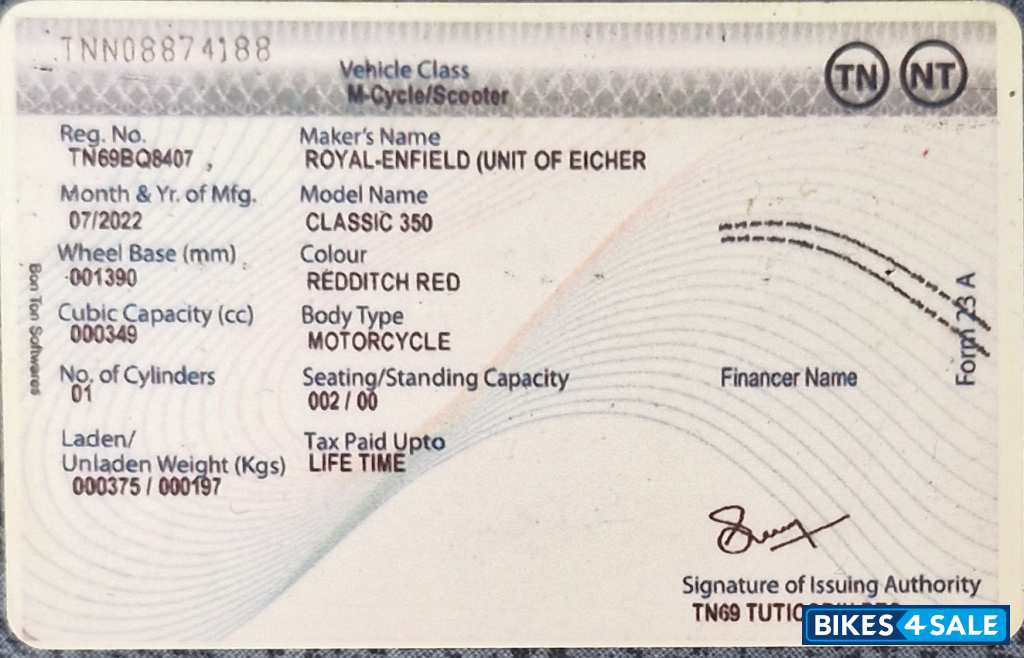 TNN08874188
TN NT
Vehicle Class
M-Cycle/Scooter
Reg. No.
TN69BQ8407 ,
Maker's Name
ROYAL-ENFIELD (UNIT OF EICHER
Month & Yr. of Mfg.
07/2022
Model Name
CLASSIC 350
Wheel Base (mm)
001390
Colour
REDDITCH RED
Cubic Capacity (cc)
000349
Body Type
MOTORCYCLE
No. of Cylinders
01
Seating/Standing Capacity
002 / 00
Financer Name
Laden/
Unladen Weight (Kgs)
000375 / 000197
Tax Paid Upto
LIFE TIME
Form 23 A
Bon Ton Softwares
Signature of Issuing Authority
TN69
BIKES4SALE